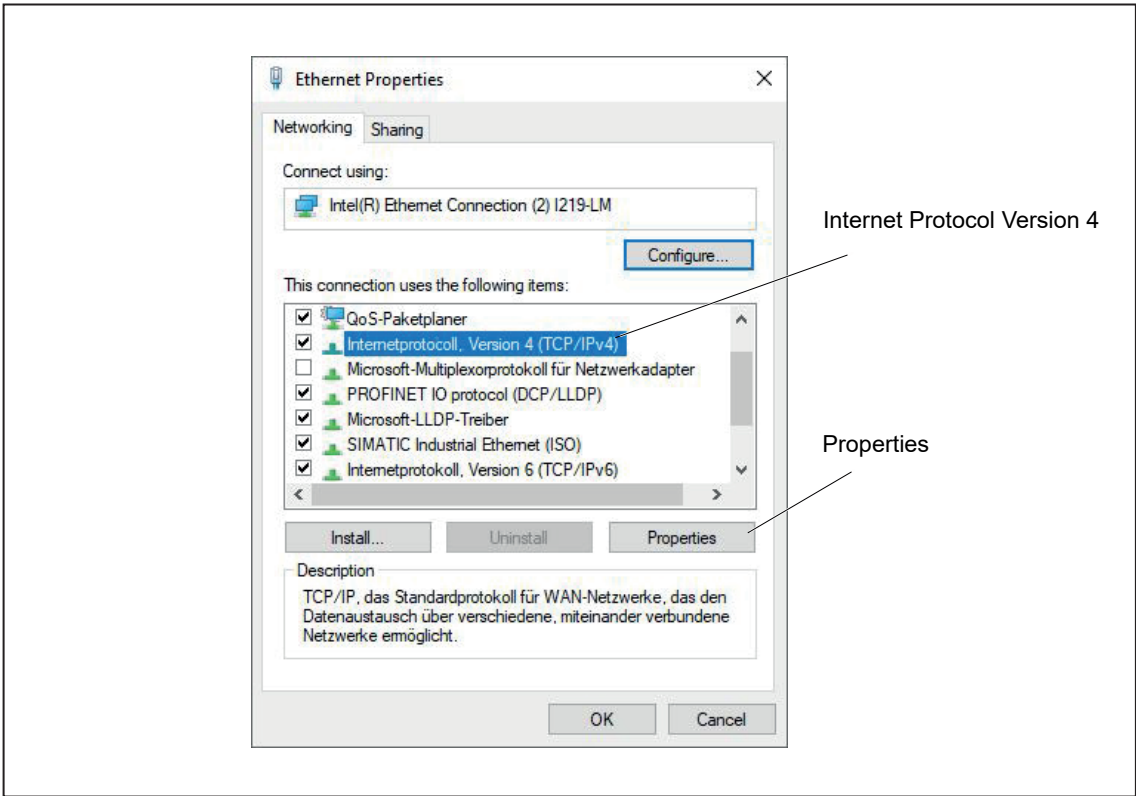 Ethernet Properties
Networking
Sharing
Connect using:
Intel(R) Ethernet Connection (2) I219-LM
Internet Protocol Version 4
Configure...
This connection uses the following items:
QoS-Paketplaner
Internetprotocoll, Version 4 (TCP/IPv4)
Microsoft-Multiplexorprotokoll für Netzwerkadapter
PROFINET IO protocol (DCP/LLDP)
Microsoft-LLDP-Treiber
SIMATIC Industrial Ethernet (ISO)
Internetprotokoll, Version 6 (TCP/IPv6)
Properties
Install...
Uninstall
Properties
Description
TCP/IP, das Standardprotokoll für WAN-Netzwerke, das den
Datenaustausch über verschiedene, miteinander verbundene
Netzwerke ermöglicht.
OK
Cancel